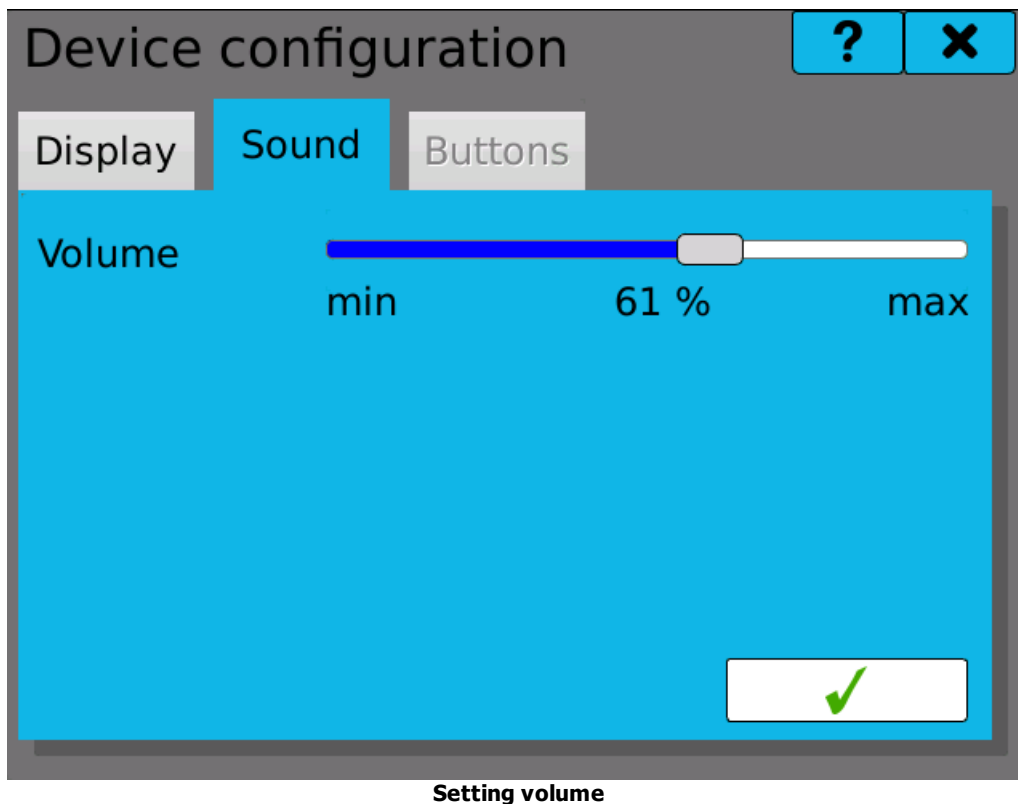 Device configuration ?
Display Sound Buttons
Volume
min 61 % max
Setting volume